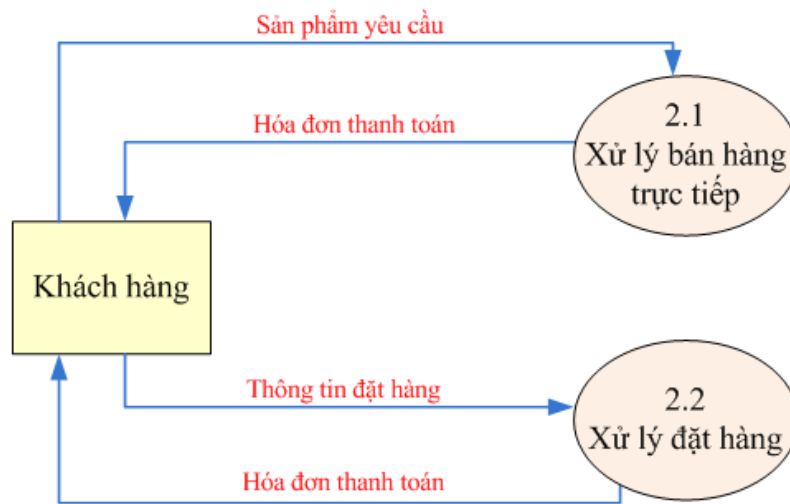 Sản phẩm yêu cầu
Hóa đơn thanh toán
2.1
Xử lý bán hàng
trực tiếp
Khách hàng
Thông tin đặt hàng
2.2
Xử lý đặt hàng
Hóa đơn thanh toán